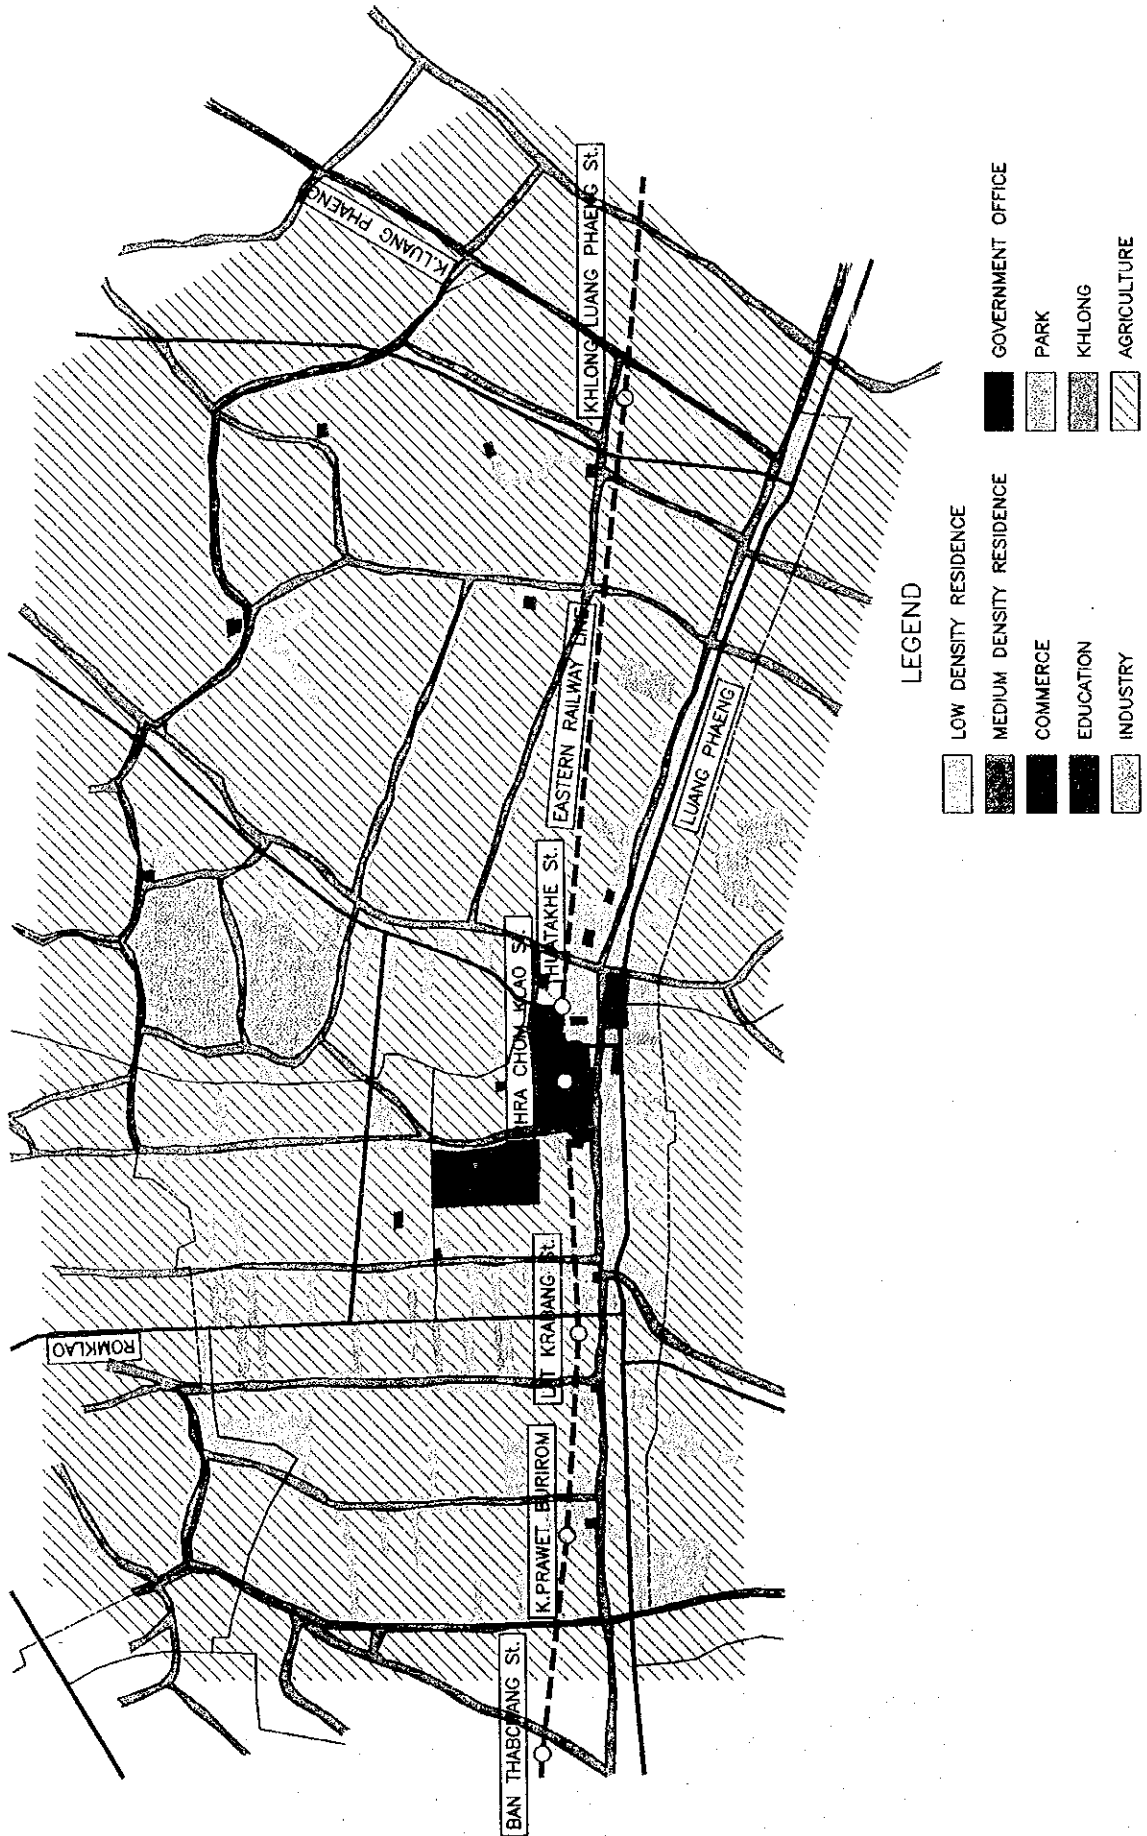 ROMKLAO
BAN THABCHANG St.
K.PRAWET BURIROM
LAT KRABANG St.
PHRA CHOM KLAO St.
HUATAKHE St.
EASTERN RAILWAY LINE
LUANG PHAENG
K.LUANG PHAENG
KHLONG LUANG PHAENG St.
LEGEND
LOW DENSITY RESIDENCE
MEDIUM DENSITY RESIDENCE
COMMERCE
EDUCATION
INDUSTRY
GOVERNMENT OFFICE
PARK
KHLONG
AGRICULTURE